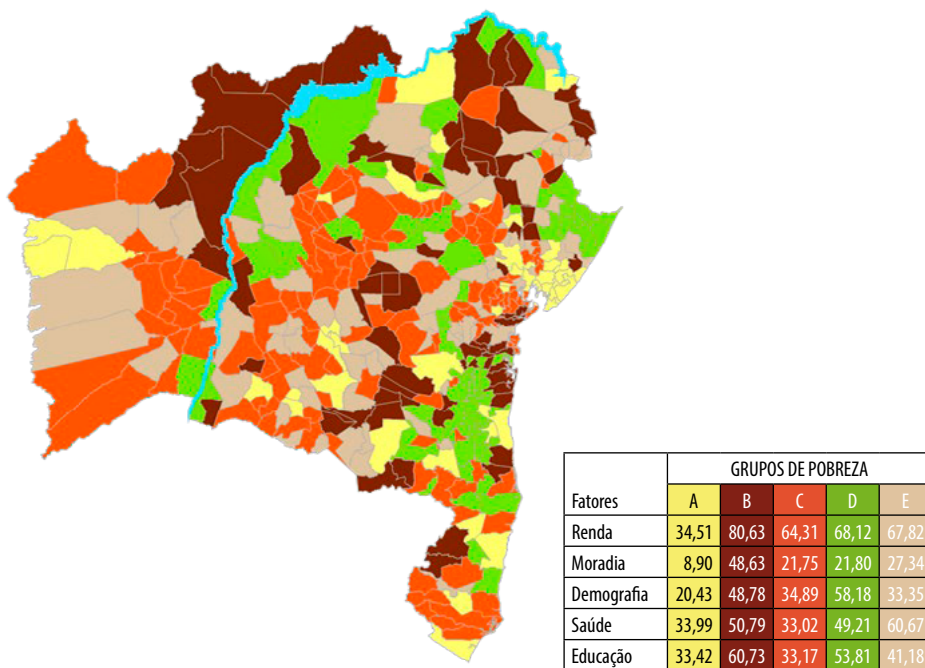 GRUPOS DE POBREZA
Fatores A B C D E
Renda 34,51 80,63 64,31 68,12 67,82
Moradia 8,90 48,63 21,75 21,80 27,34
Demografia 20,43 48,78 34,89 58,18 33,35
Saúde 33,99 50,79 33,02 49,21 60,67
Educação 33,42 60,73 33,17 53,81 41,18